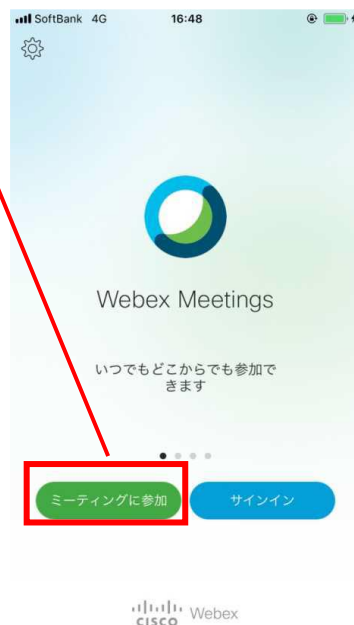 SoftBank 4G 16:48
Webex Meetings
いつでもどこからでも参加で
きます
ミーティングに参加 サインイン
CISCO Webex